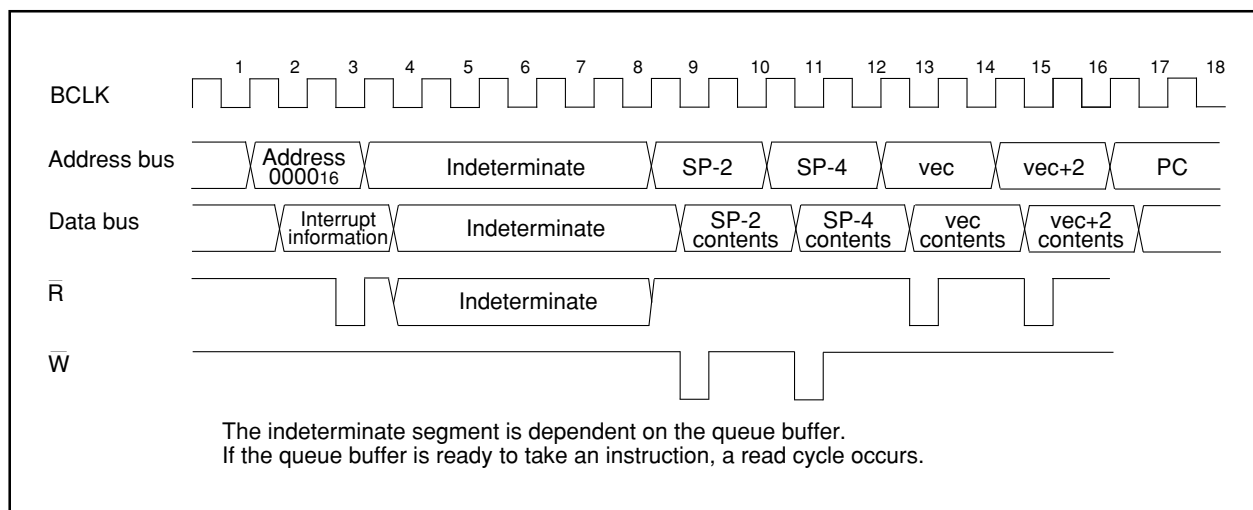 1 2 3 4 5 6 7 8 9 10 11 12 13 14 15 16 17 18
BCLK
Address bus
Address
0000₁₆
Indeterminate
SP-2
SP-4
vec
vec+2
PC
Data bus
Interrupt
information
Indeterminate
SP-2
contents
SP-4
contents
vec
contents
vec+2
contents
R̅
Indeterminate
W̅
The indeterminate segment is dependent on the queue buffer.
If the queue buffer is ready to take an instruction, a read cycle occurs.